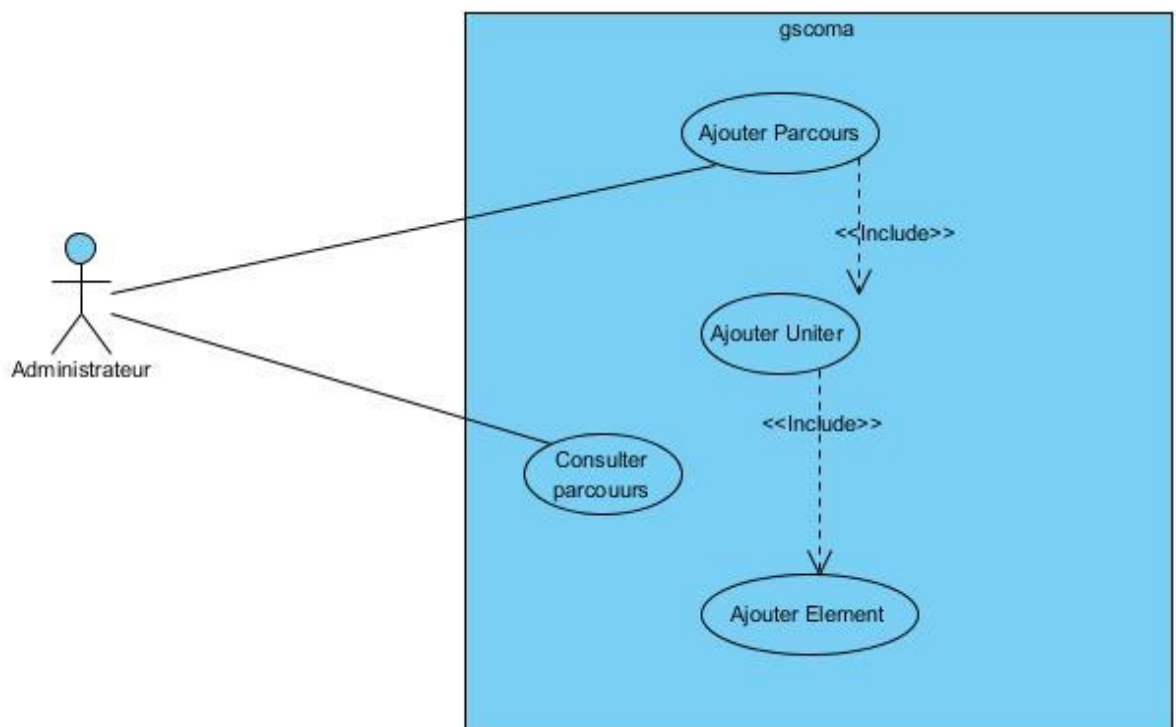 gscoma
Ajouter Parcours
<<Include>>
Ajouter Uniter
Administrateur
<<Include>>
Consulter
parcouurs
Ajouter Element